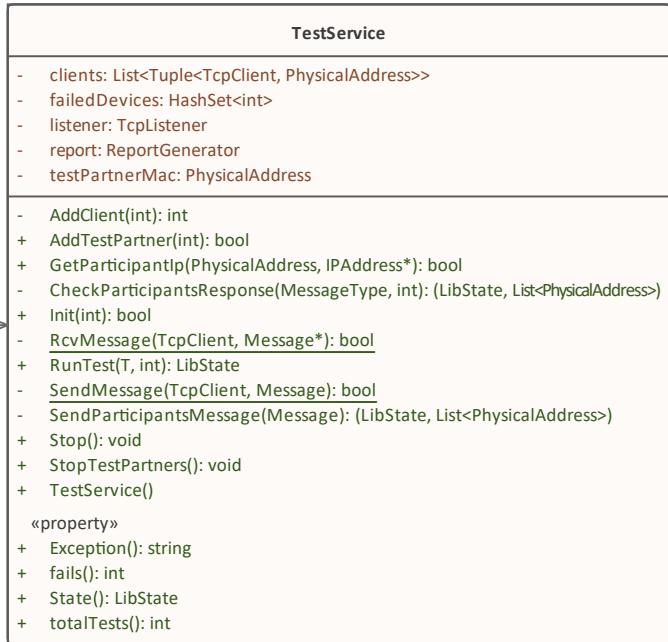 TestService
- clients: List<Tuple<TcpClient, PhysicalAddress>>
- failedDevices: HashSet<int>
- listener: TcpListener
- report: ReportGenerator
- testPartnerMac: PhysicalAddress
- AddClient(int): int
+ AddTestPartner(int): bool
+ GetParticipantIp(PhysicalAddress, IPAddress*): bool
- CheckParticipantsResponse(MessageType, int): (LibState, List<PhysicalAddress>)
+ Init(int): bool
- RcvMessage(TcpClient, Message*): bool
+ RunTest(T, int): LibState
- SendMessage(TcpClient, Message): bool
- SendParticipantsMessage(Message): (LibState, List<PhysicalAddress>)
+ Stop(): void
+ StopTestPartners(): void
+ TestService()
«property»
+ Exception(): string
+ fails(): int
+ State(): LibState
+ totalTests(): int